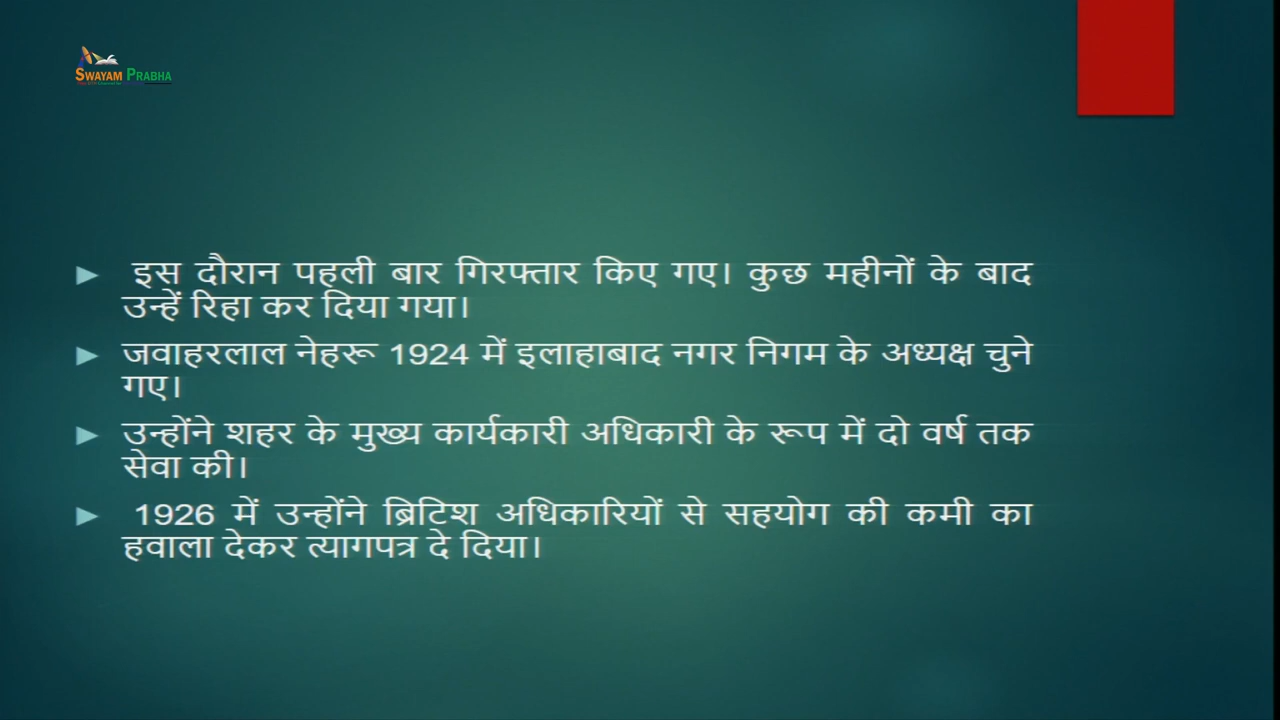 SWAYAM PRABHA
इस दौरान पहली बार गिरफ्तार किए गए। कुछ महीनों के बाद
उन्हें रिहा कर दिया गया।
जवाहरलाल नेहरू 1924 में इलाहाबाद नगर निगम के अध्यक्ष चुने
गए।
उन्होंने शहर के मुख्य कार्यकारी अधिकारी के रूप में दो वर्ष तक
सेवा की।
1926 में उन्होंने ब्रिटिश अधिकारियों से सहयोग की कमी का
हवाला देकर त्यागपत्र दे दिया।